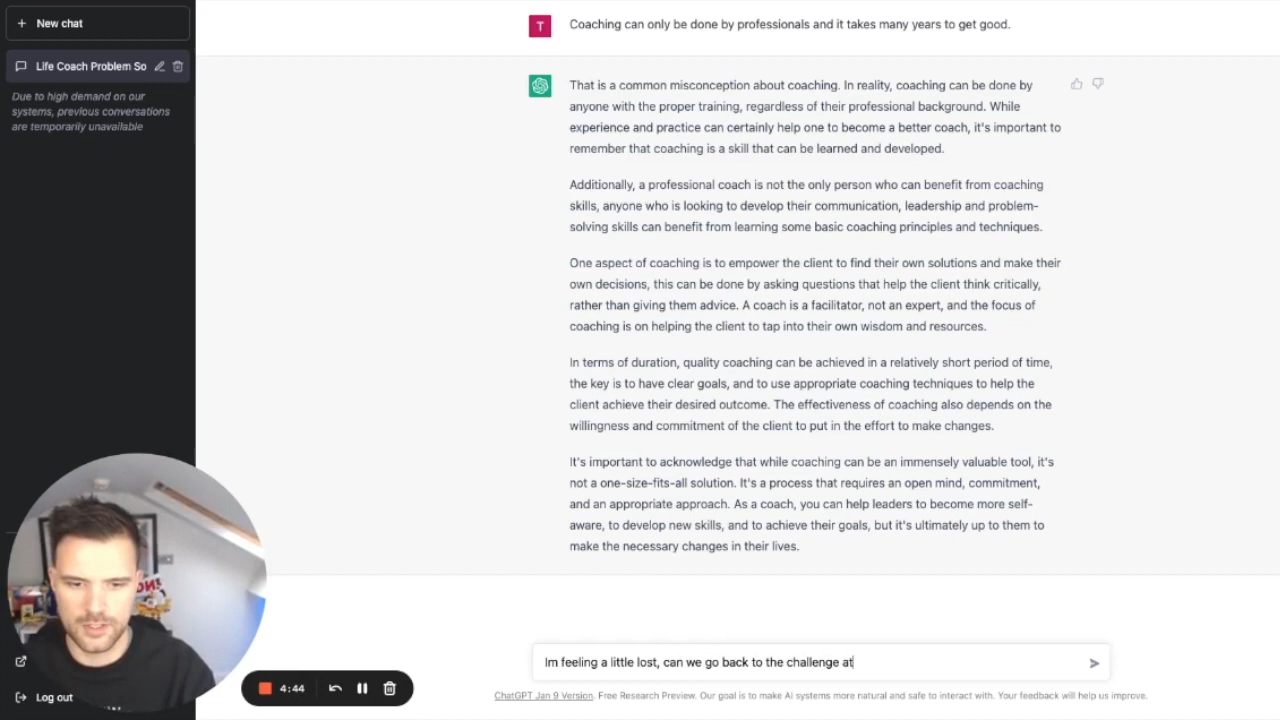 + New chat
Life Coach Problem So
Due to high demand on our
systems, previous conversations
are temporarily unavailable
T
Coaching can only be done by professionals and it takes many years to get good.
That is a common misconception about coaching. In reality, coaching can be done by
anyone with the proper training, regardless of their professional background. While
experience and practice can certainly help one to become a better coach, it's important to
remember that coaching is a skill that can be learned and developed.
Additionally, a professional coach is not the only person who can benefit from coaching
skills, anyone who is looking to develop their communication, leadership and problem-
solving skills can benefit from learning some basic coaching principles and techniques.
One aspect of coaching is to empower the client to find their own solutions and make their
own decisions, this can be done by asking questions that help the client think critically,
rather than giving them advice. A coach is a facilitator, not an expert, and the focus of
coaching is on helping the client to tap into their own wisdom and resources.
In terms of duration, quality coaching can be achieved in a relatively short period of time,
the key is to have clear goals, and to use appropriate coaching techniques to help the
client achieve their desired outcome. The effectiveness of coaching also depends on the
willingness and commitment of the client to put in the effort to make changes.
It's important to acknowledge that while coaching can be an immensely valuable tool, it's
not a one-size-fits-all solution. It's a process that requires an open mind, commitment,
and an appropriate approach. As a coach, you can help leaders to become more self-
aware, to develop new skills, and to achieve their goals, but it's ultimately up to them to
make the necessary changes in their lives.
Im feeling a little lost, can we go back to the challenge at
4:44
Log out
ChatGPT Jan 9 Version. Free Research Preview. Our goal is to make AI systems more natural and safe to interact with. Your feedback will help us improve.